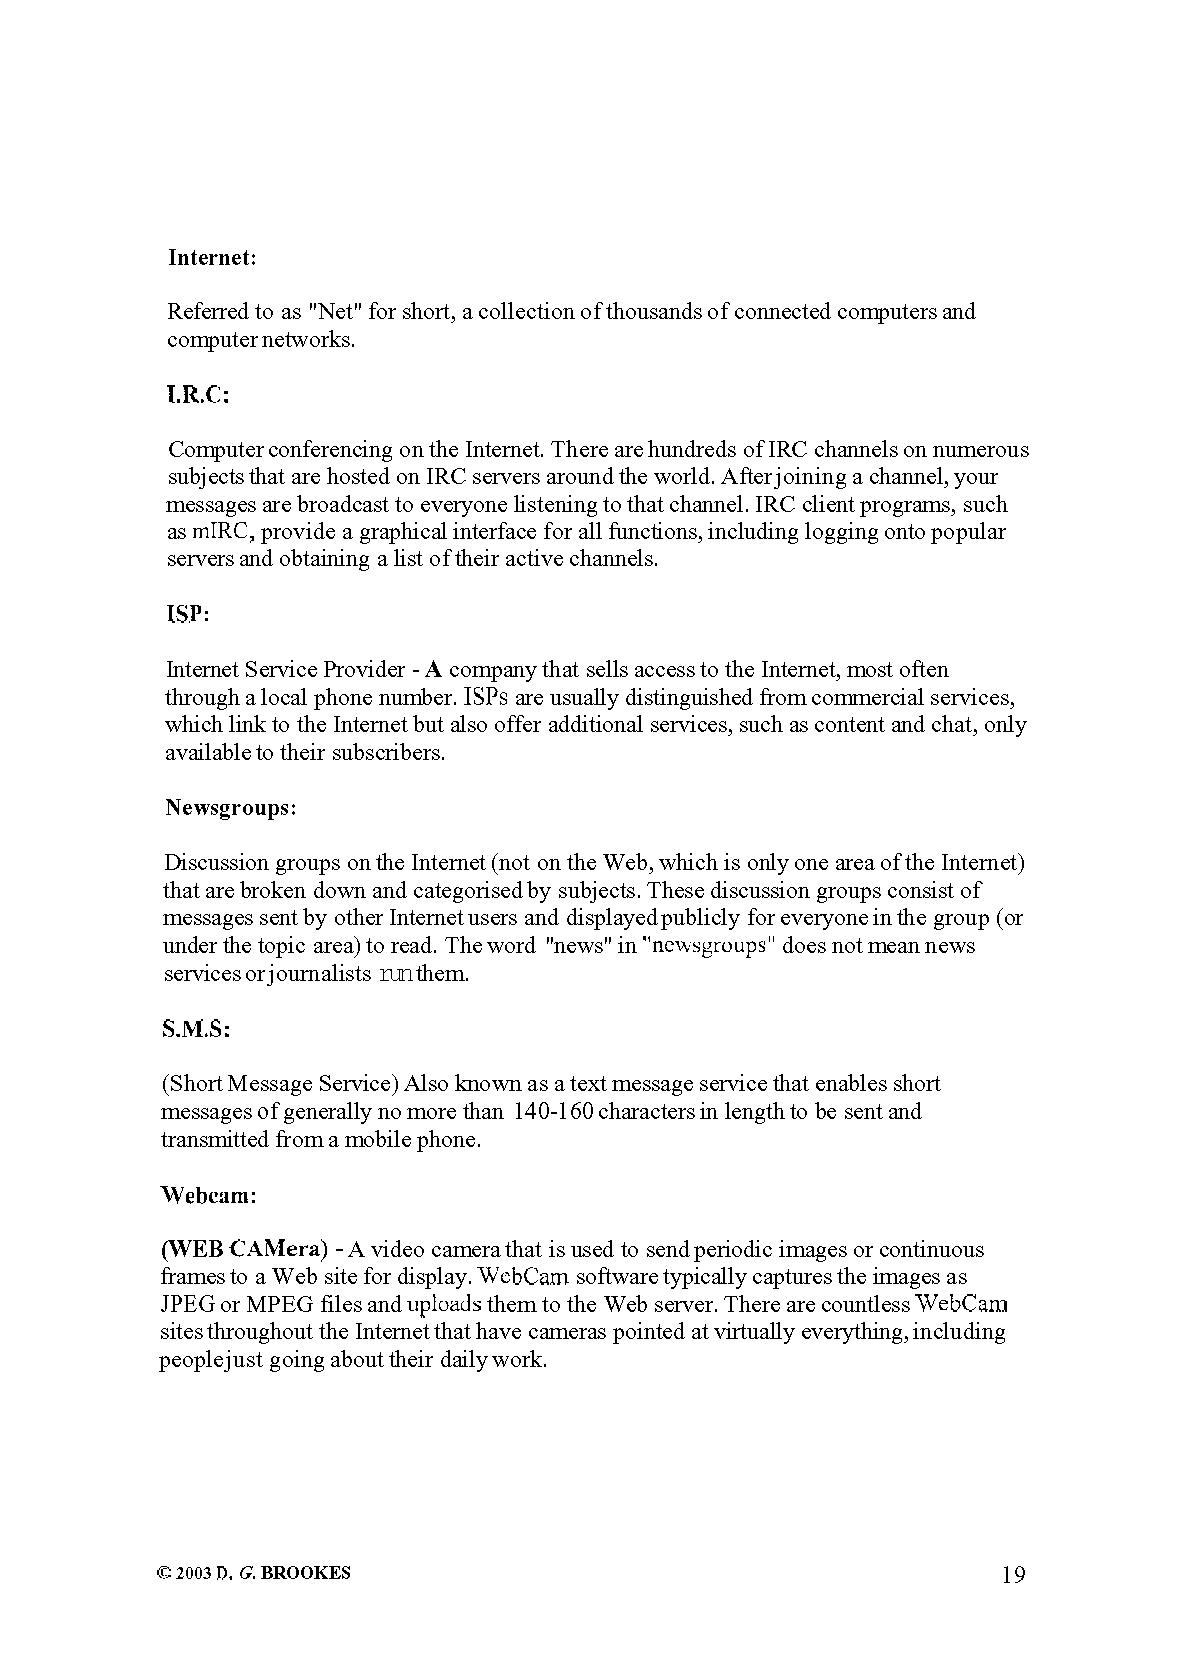 Internet:
Referred to as "Net" for short, a collection of thousands of connected computers and
computer networks.
I.R.C:
Computer conferencing on the Internet. There are hundreds of IRC channels on numerous
subjects that are hosted on IRC servers around the world. After joining a channel, your
messages are broadcast to everyone listening to that channel. IRC client programs, such
as mIRC, provide a graphical interface for all functions, including logging onto popular
servers and obtaining a list of their active channels.
ISP:
Internet Service Provider - A company that sells access to the Internet, most often
through a local phone number. ISPs are usually distinguished from commercial services,
which link to the Internet but also offer additional services, such as content and chat, only
available to their subscribers.
Newsgroups:
Discussion groups on the Internet (not on the Web, which is only one area of the Internet)
that are broken down and categorised by subjects. These discussion groups consist of
messages sent by other Internet users and displayed publicly for everyone in the group (or
under the topic area) to read. The word "news" in "newsgroups" does not mean news
services or journalists run them.
S.M.S:
(Short Message Service) Also known as a text message service that enables short
messages of generally no more than 140-160 characters in length to be sent and
transmitted from a mobile phone.
Webcam:
(WEB CAMera) - A video camera that is used to send periodic images or continuous
frames to a Web site for display. WebCam software typically captures the images as
JPEG or MPEG files and uploads them to the Web server. There are countless WebCam
sites throughout the Internet that have cameras pointed at virtually everything, including
people just going about their daily work.
© 2003 D. G. BROOKES
19